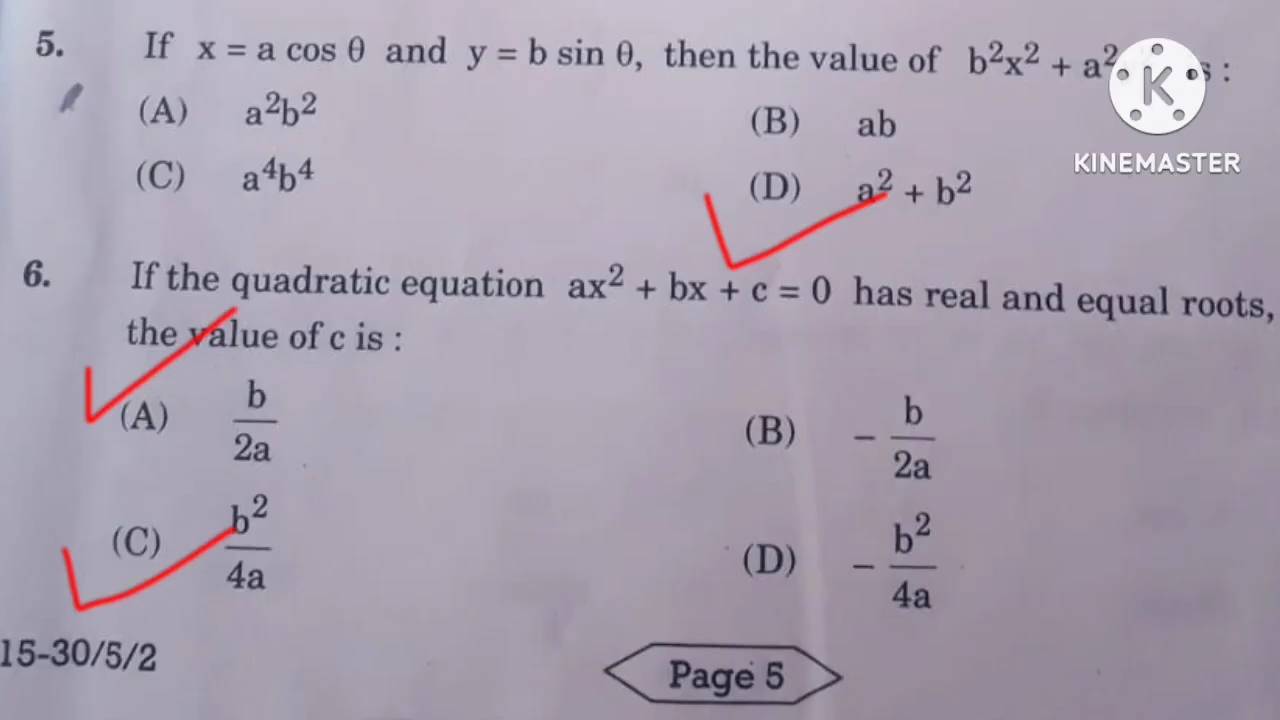 5. If x = a cos θ and y = b sin θ, then the value of b²x² + a² s :
(A) a²b² (B) ab
(C) a⁴b⁴ (D) a² + b²
KINEMASTER
6. If the quadratic equation ax² + bx + c = 0 has real and equal roots,
the value of c is :
(A) b/2a (B) – b/2a
(C) b²/4a (D) – b²/4a
15-30/5/2
Page 5